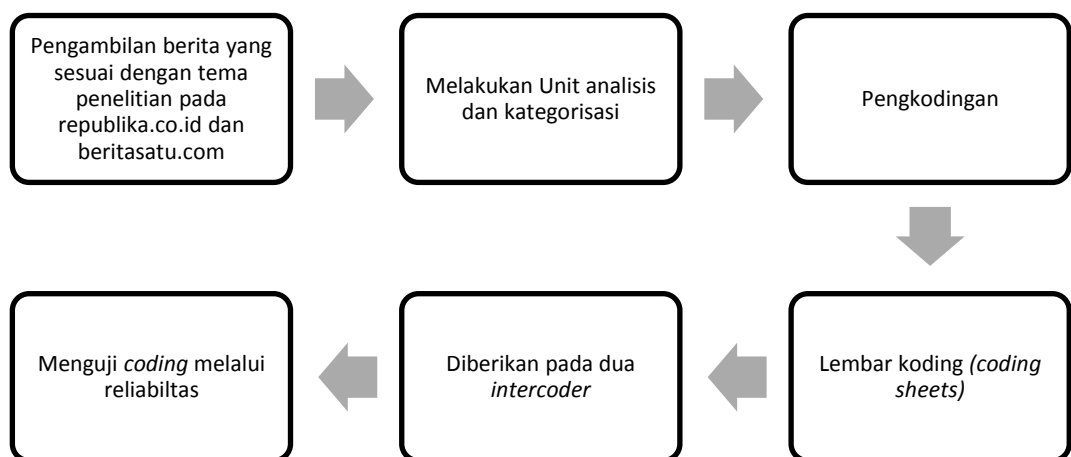 Pengambilan berita yang
sesuai dengan tema
penelitian pada
republika.co.id dan
beritasatu.com
Melakukan Unit analisis
dan kategorisasi
Pengkodingan
Lembar koding (coding
sheets)
Diberikan pada dua
intercoder
Menguji coding melalui
reliabiltas